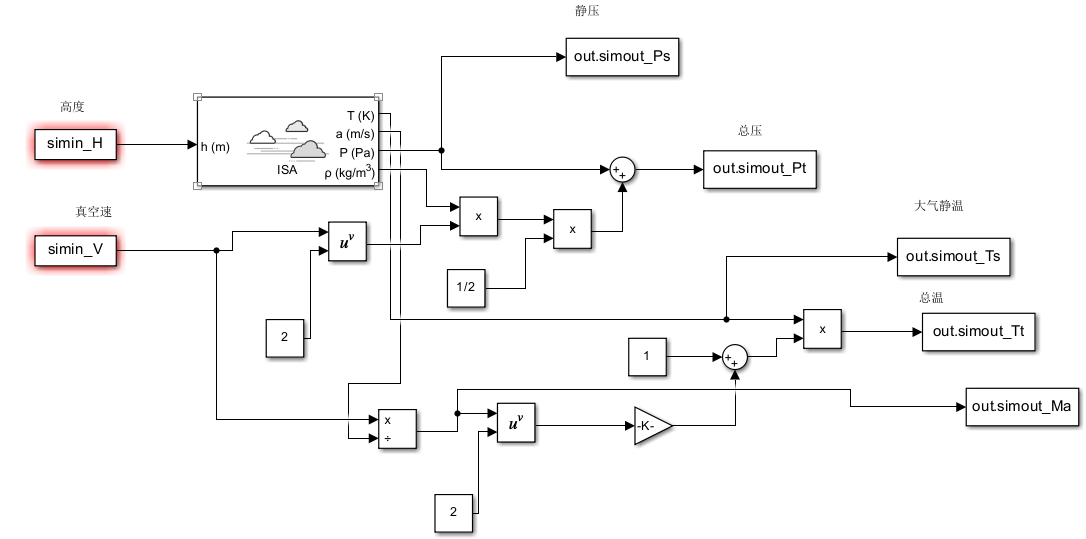 静压
out.simout_Ps
高度
simin_H
h (m)
T (K)
a (m/s)
P (Pa)
ρ (kg/m³)
ISA
总压
+
+
out.simout_Pt
真空速
simin_V
uᵛ
x
x
大气静温
out.simout_Ts
1/2
2
总温
x
out.simout_Tt
1
+
+
x
÷
uᵛ
-K-
out.simout_Ma
2